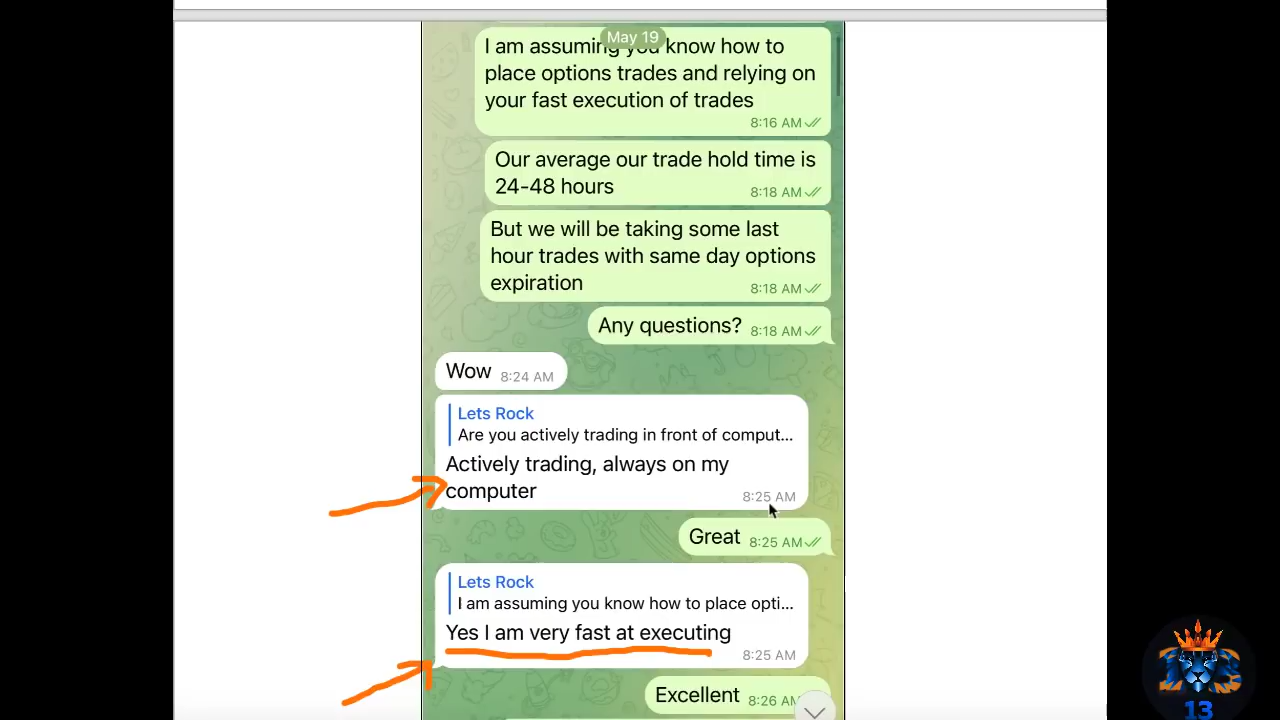 May 19
I am assuming you know how to
place options trades and relying on
your fast execution of trades
8:16 AM
Our average our trade hold time is
24-48 hours
8:18 AM
But we will be taking some last
hour trades with same day options
expiration
8:18 AM
Any questions? 8:18 AM
Wow 8:24 AM
Lets Rock
Are you actively trading in front of comput...
Actively trading, always on my
computer
8:25 AM
Great 8:25 AM
Lets Rock
I am assuming you know how to place opti...
Yes I am very fast at executing
8:25 AM
Excellent 8:26 AM
13